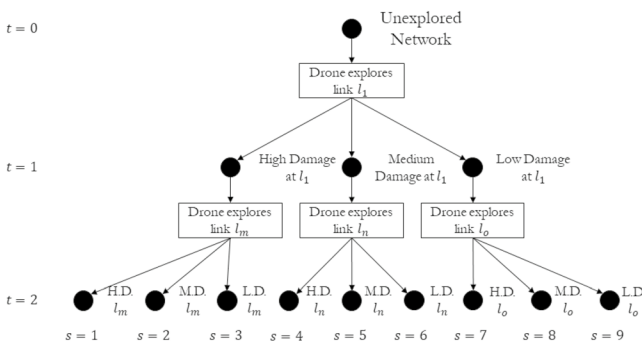 t = 0
Unexplored
Network
Drone explores
link l₁
t = 1
High Damage
at l₁
Medium
Damage at l₁
Low Damage
at l₁
Drone explores
link lₘ
Drone explores
link lₙ
Drone explores
link lₒ
t = 2
H.D.
lₘ
M.D.
lₘ
L.D.
lₘ
H.D.
lₙ
M.D.
lₙ
L.D.
lₙ
H.D.
lₒ
M.D.
lₒ
L.D
lₒ
s = 1
s = 2
s = 3
s = 4
s = 5
s = 6
s = 7
s = 8
s = 9